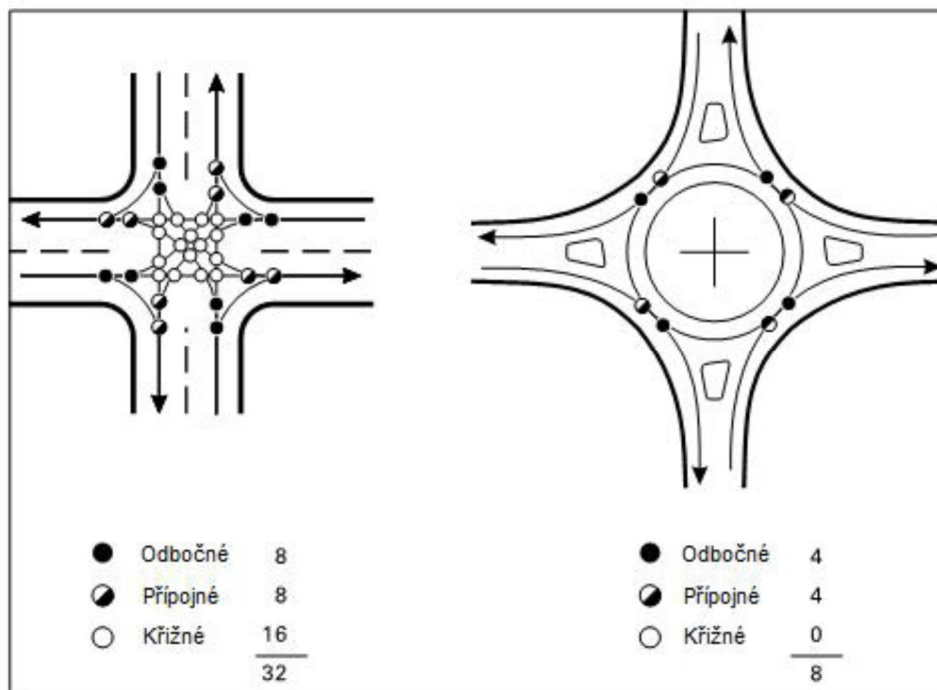 Odbočné 8
Přípojné 8
Křižné 16
32
Odbočné 4
Přípojné 4
Křižné 0
8